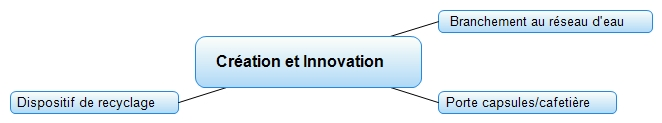 Branchement au réseau d'eau
Création et Innovation
Dispositif de recyclage
Porte capsules/cafetière